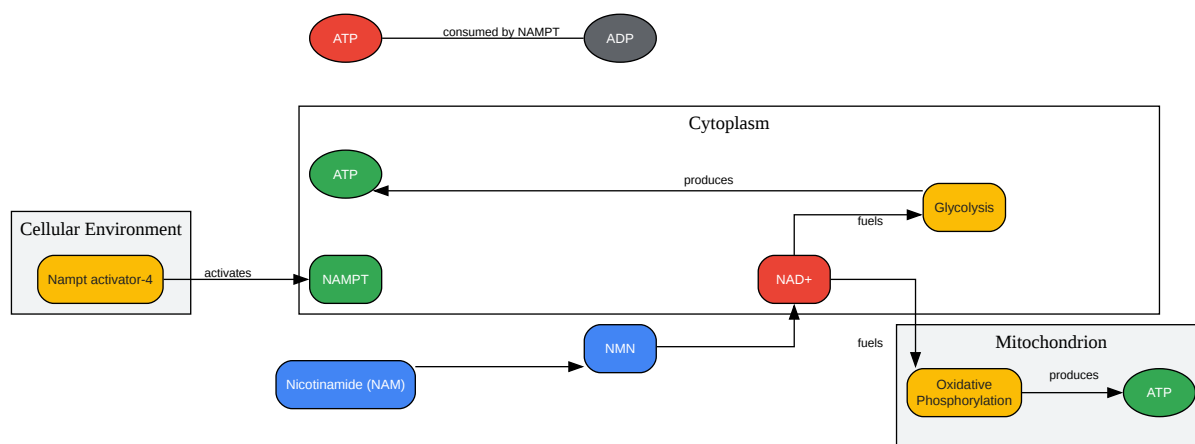 ATP
consumed by NAMPT
ADP
Cytoplasm
ATP
produces
Glycolysis
fuels
Cellular Environment
Nampt activator-4
activates
NAMPT
NAD+
NMN
fuels
Mitochondrion
Nicotinamide (NAM)
Oxidative
Phosphorylation
produces
ATP